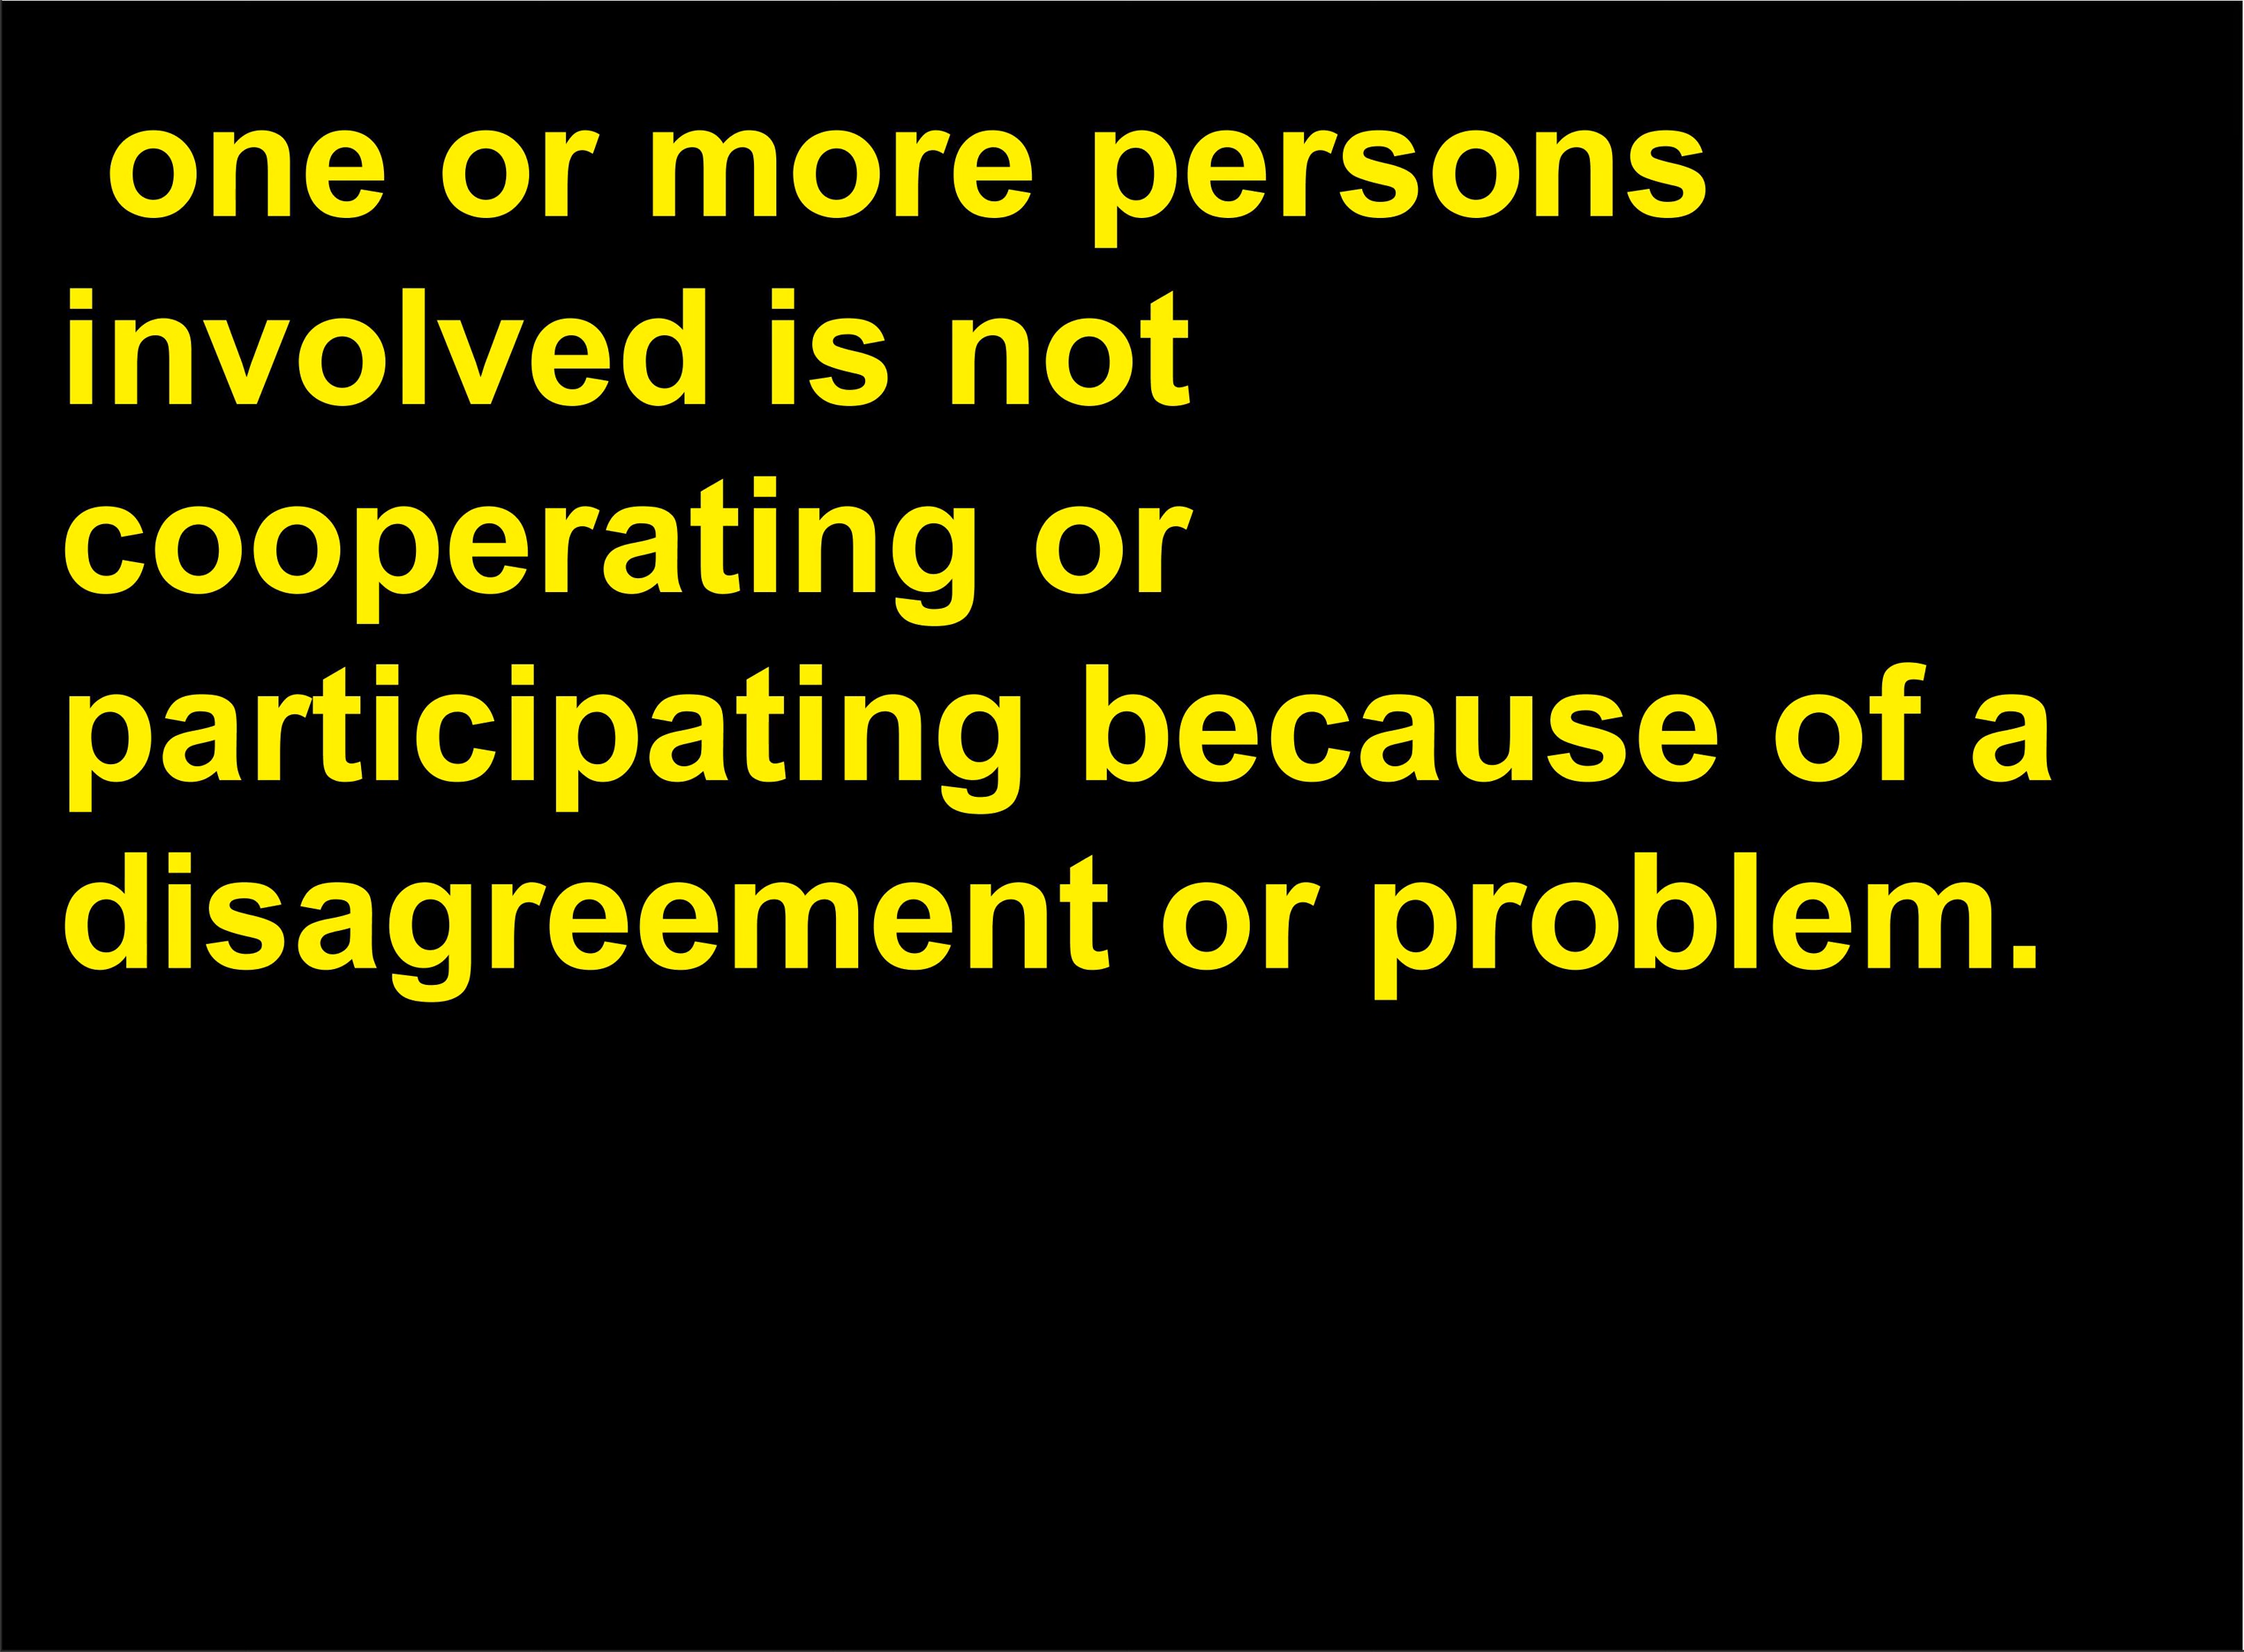 one or more persons
involved is not
cooperating or
participating because of a
disagreement or problem.